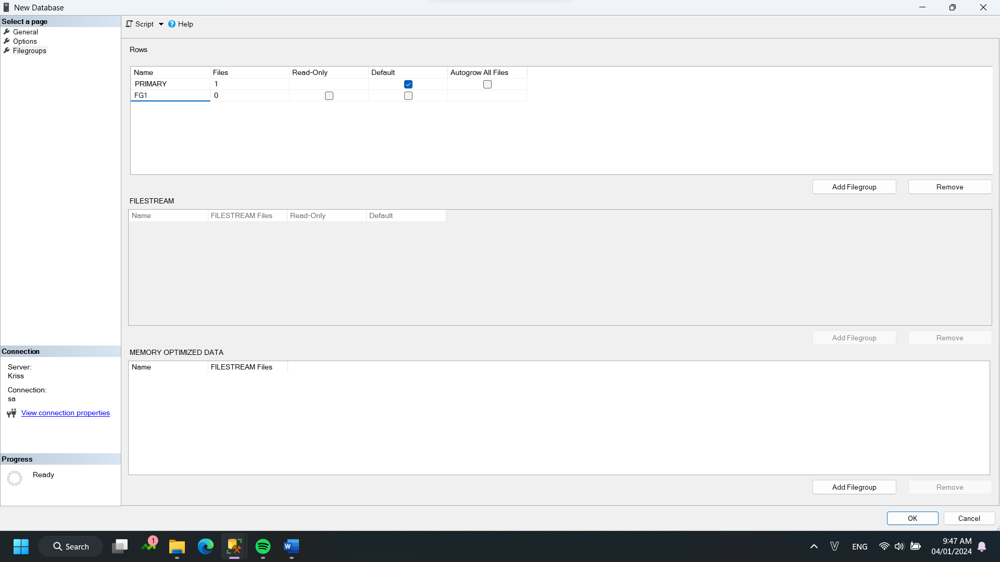 New Database
Select a page
General
Options
Filegroups
Script
Help
Rows
Name Files Read-Only Default Autogrow All Files
PRIMARY 1
FG1 0
Add Filegroup Remove
FILESTREAM
Name FILESTREAM Files Read-Only Default
Add Filegroup Remove
MEMORY OPTIMIZED DATA
Name FILESTREAM Files
Add Filegroup Remove
Connection
Server:
Kriss
Connection:
sa
View connection properties
Progress
Ready
OK Cancel
Search
1
W
V
ENG
9:47 AM
04/01/2024